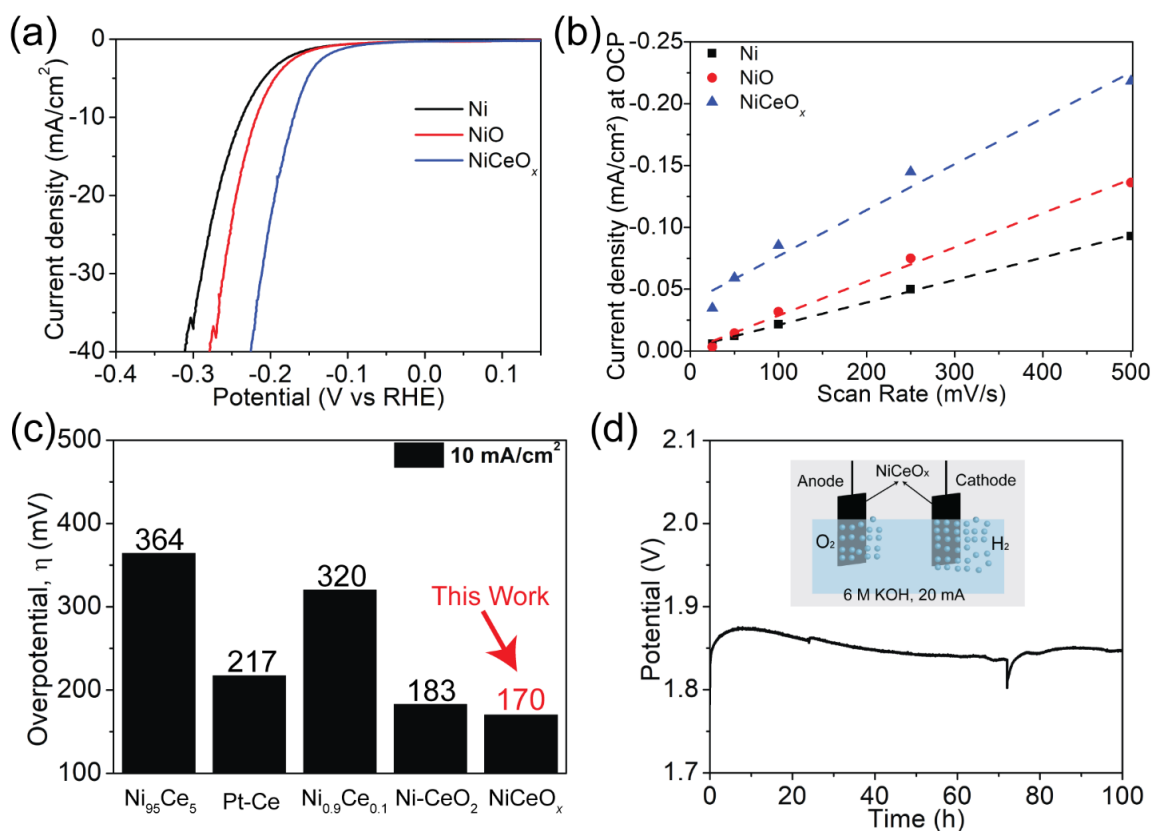 (a)
0
-10
-20
-30
-40
Current density (mA/cm²)
-0.4
-0.3
-0.2
-0.1
0.0
0.1
Potential (V vs RHE)
Ni
NiO
NiCeOₓ
(b)
-0.25
-0.20
-0.15
-0.10
-0.05
0.00
Current density (mA/cm²) at OCP
100
200
300
400
500
Scan Rate (mV/s)
Ni
NiO
NiCeOₓ
(c)
500
400
300
200
100
Overpotential, η (mV)
10 mA/cm²
364
217
320
183
170
This Work
Ni₉₅Ce₅
Pt-Ce
Ni₀.₉Ce₀.₁
Ni-CeO₂
NiCeOₓ
(d)
2.1
2.0
1.9
1.8
1.7
Potential (V)
0
20
40
60
80
100
Time (h)
Anode
NiCeOₓ
Cathode
O₂
H₂
6 M KOH, 20 mA